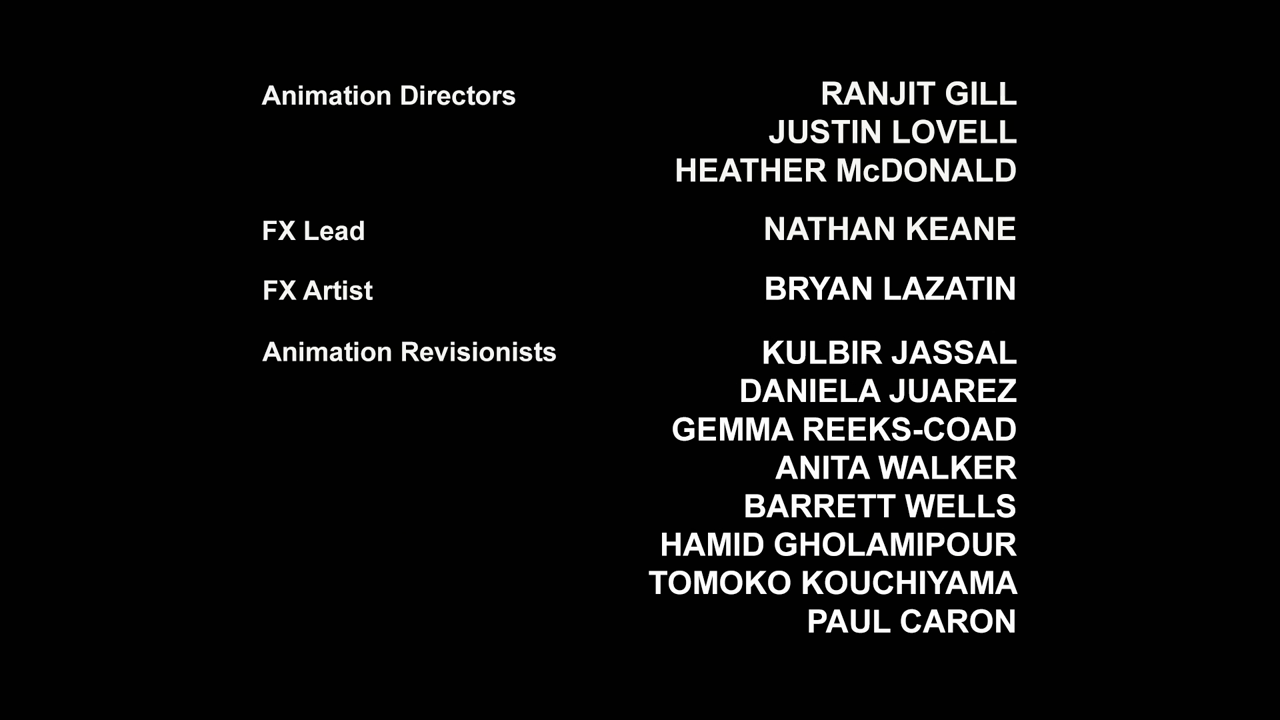 Animation Directors RANJIT GILL
JUSTIN LOVELL
HEATHER McDONALD
FX Lead NATHAN KEANE
FX Artist BRYAN LAZATIN
Animation Revisionists KULBIR JASSAL
DANIELA JUAREZ
GEMMA REEKS-COAD
ANITA WALKER
BARRETT WELLS
HAMID GHOLAMIPOUR
TOMOKO KOUCHIYAMA
PAUL CARON